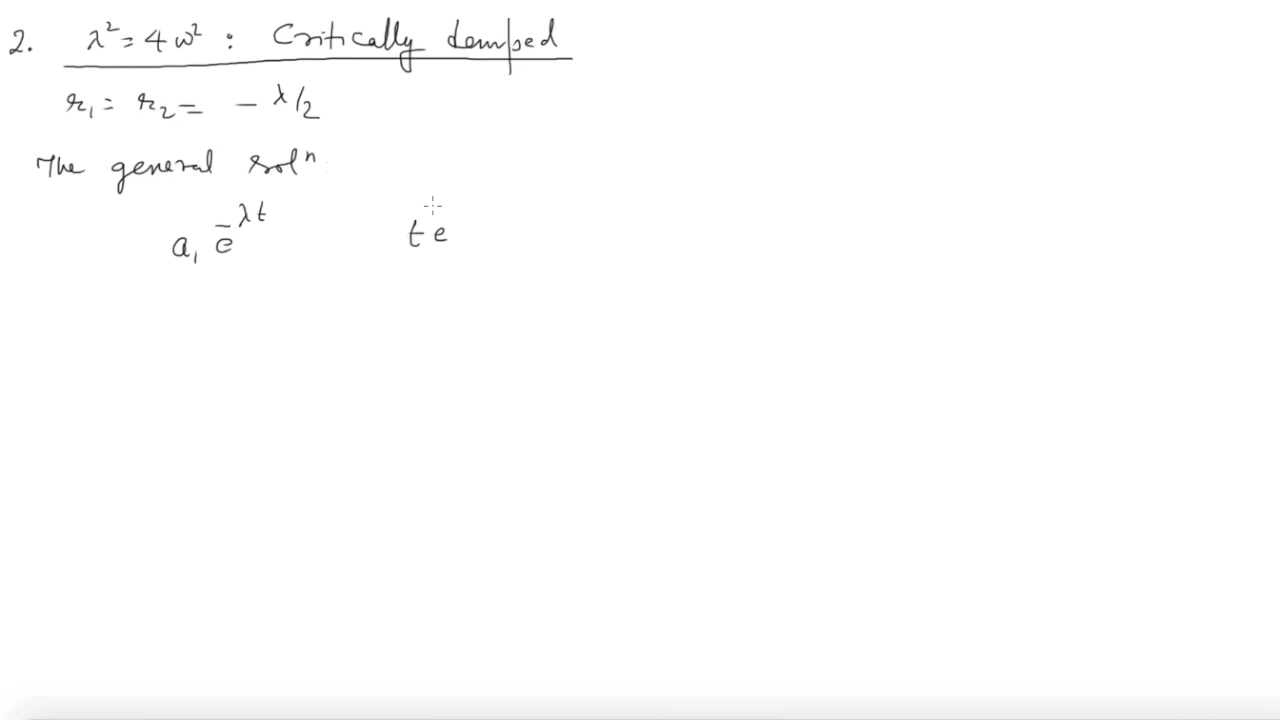 2. λ² = 4ω² : Critically damped
r₁ = r₂ = - λ/2
The general solⁿ
a₁ e^-λt t e